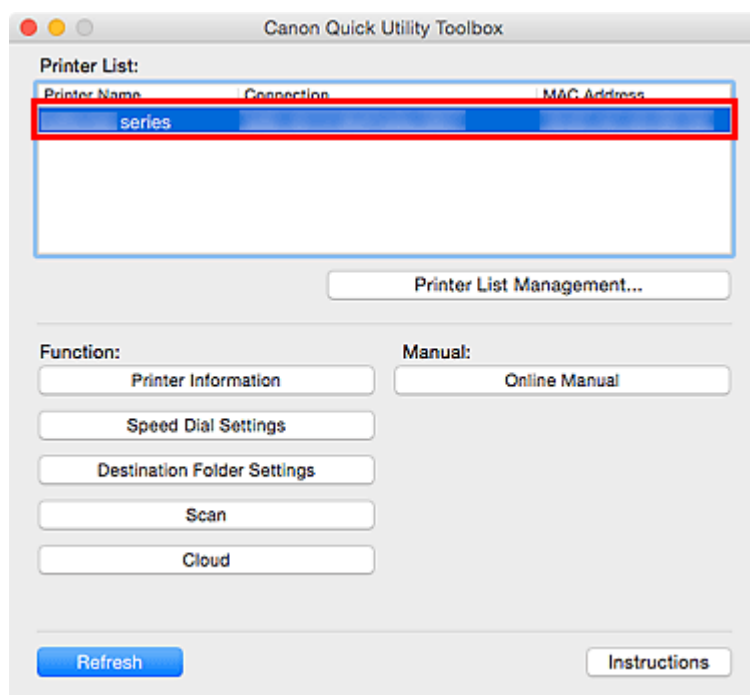 Canon Quick Utility Toolbox
Printer List:
Printer Name Connection MAC Address
series
Printer List Management...
Function: Manual:
Printer Information Online Manual
Speed Dial Settings
Destination Folder Settings
Scan
Cloud
Refresh Instructions